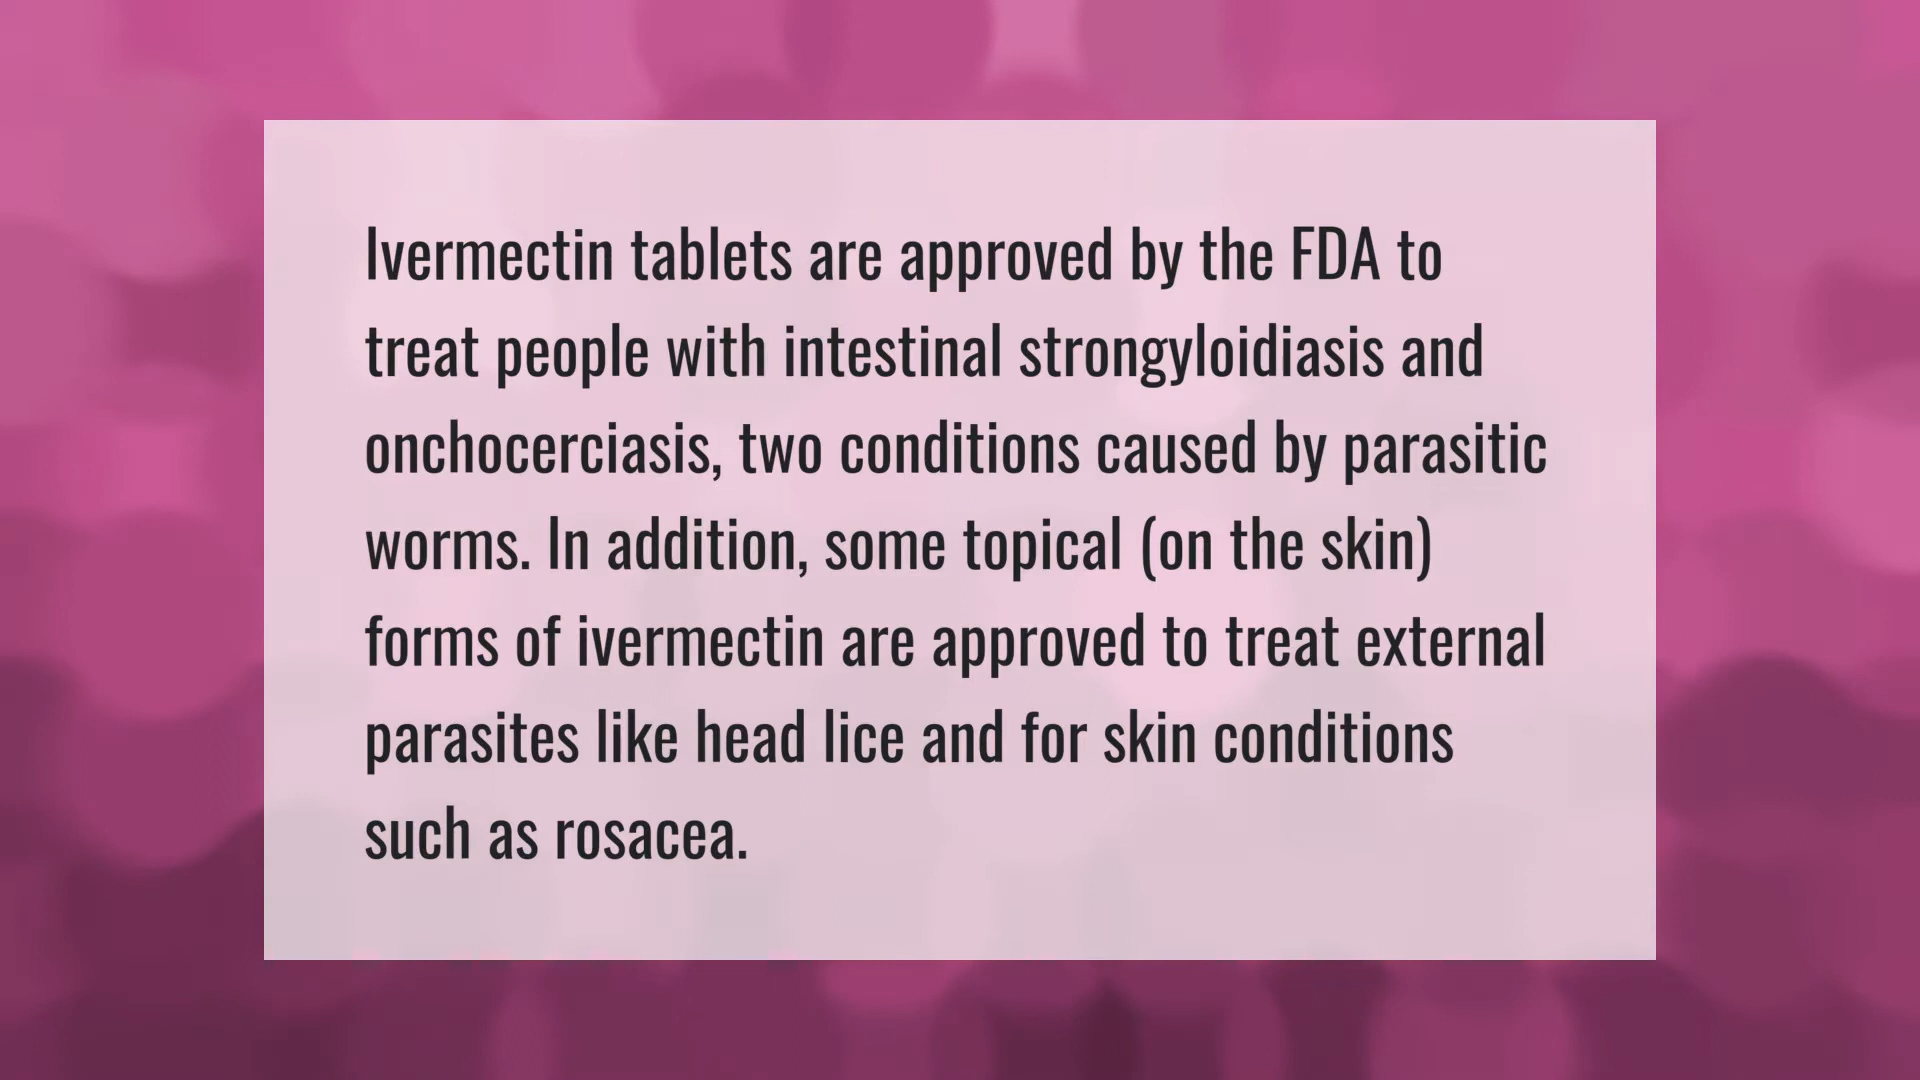 Ivermectin tablets are approved by the FDA to
treat people with intestinal strongyloidiasis and
onchocerciasis, two conditions caused by parasitic
worms. In addition, some topical (on the skin)
forms of ivermectin are approved to treat external
parasites like head lice and for skin conditions
such as rosacea.